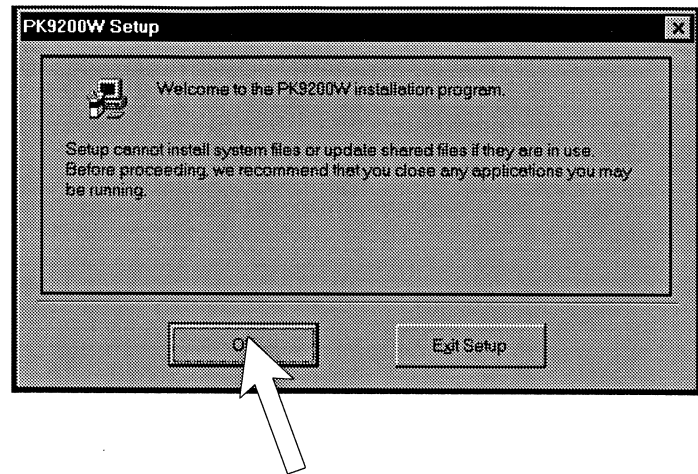 PK9200W Setup
Welcome to the PK9200W installation program.
Setup cannot install system files or update shared files if they are in use.
Before proceeding, we recommend that you close any applications you may
be running.
Exit Setup